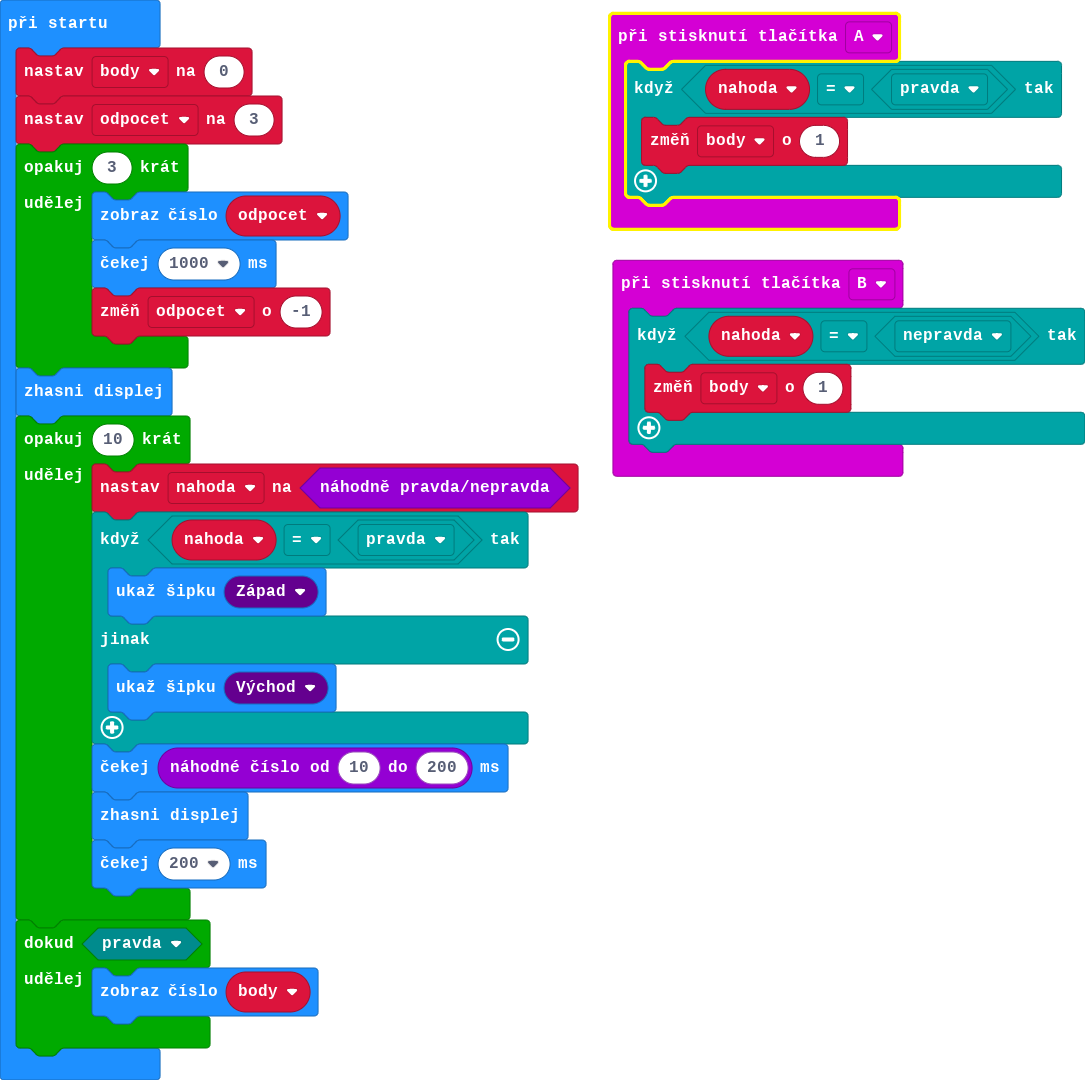 při startu
nastav body na 0
nastav odpocet na 3
opakuj 3 krát
udělej
zobraz číslo odpocet
čekej 1000 ms
změň odpocet o -1
zhasni displej
opakuj 10 krát
udělej
nastav nahoda na náhodně pravda/nepravda
když nahoda = pravda tak
ukaž šipku Západ
jinak
ukaž šipku Východ
čekej náhodné číslo od 10 do 200 ms
zhasni displej
čekej 200 ms
dokud pravda
udělej
zobraz číslo body
při stisknutí tlačítka A
když nahoda = pravda tak
změň body o 1
při stisknutí tlačítka B
když nahoda = nepravda tak
změň body o 1